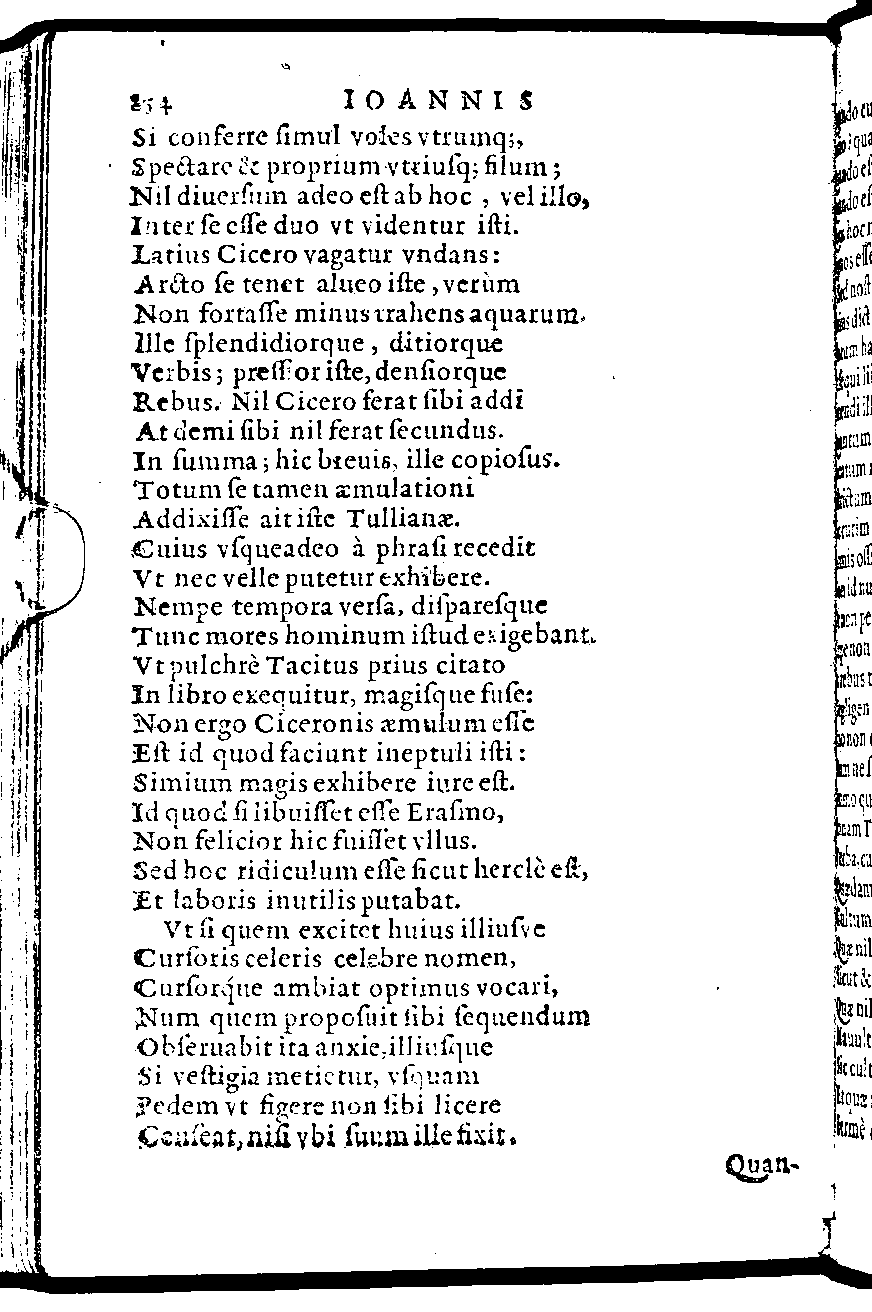 254 IOANNIS
Si conferre ſimul voles vtrumq;,
Spectare & proprium vtriuſq; filum;
Nil diuerſum adeo eſt ab hoc, vel illo,
Inter ſe eſſe duo vt videntur iſti.
Latius Cicero vagatur vndans:
Arcto ſe tenet alueo iſte, verùm
Non fortaſſe minus trahens aquarum.
Ille ſplendidiorque, ditiorque
Verbis; preſſior iſte, denſiorque
Rebus. Nil Cicero ferat ſibi addi
At demi ſibi nil ferat ſecundus.
In ſumma; hic breuis, ille copioſus.
Totum ſe tamen æmulationi
Addixiſſe ait iſte Tullianæ.
Cuius vſqueadeo à phraſi recedit
Vt nec velle putetur exhibere.
Nempe tempora verſa, diſpareſque
Tunc mores hominum iſtud exigebant.
Vt pulchrè Tacitus prius citato
In libro exequitur, magiſque fuſe:
Non ergo Ciceronis æmulum eſſe
Eſt id quod faciunt ineptuli iſti:
Simium magis exhibere iure eſt.
Id quod ſi libuiſſet eſſe Eraſmo,
Non felicior hic fuiſſet vllus.
Sed hoc ridiculum eſſe ſicut herclè eſt,
Et laboris inutilis putabat.
Vt ſi quem excitet huius illiuſve
Curſoris celeris celebre nomen,
Curſorq́ue ambiat optimus vocari,
Num quem propoſuit ſibi ſequendum
Obſeruabit ita anxie, illiuſque
Si veſtigia metietur, vſquam
Pedem vt figere non ſibi licere
Cenſeat, niſi vbi ſuum ille fixit.
Quan-